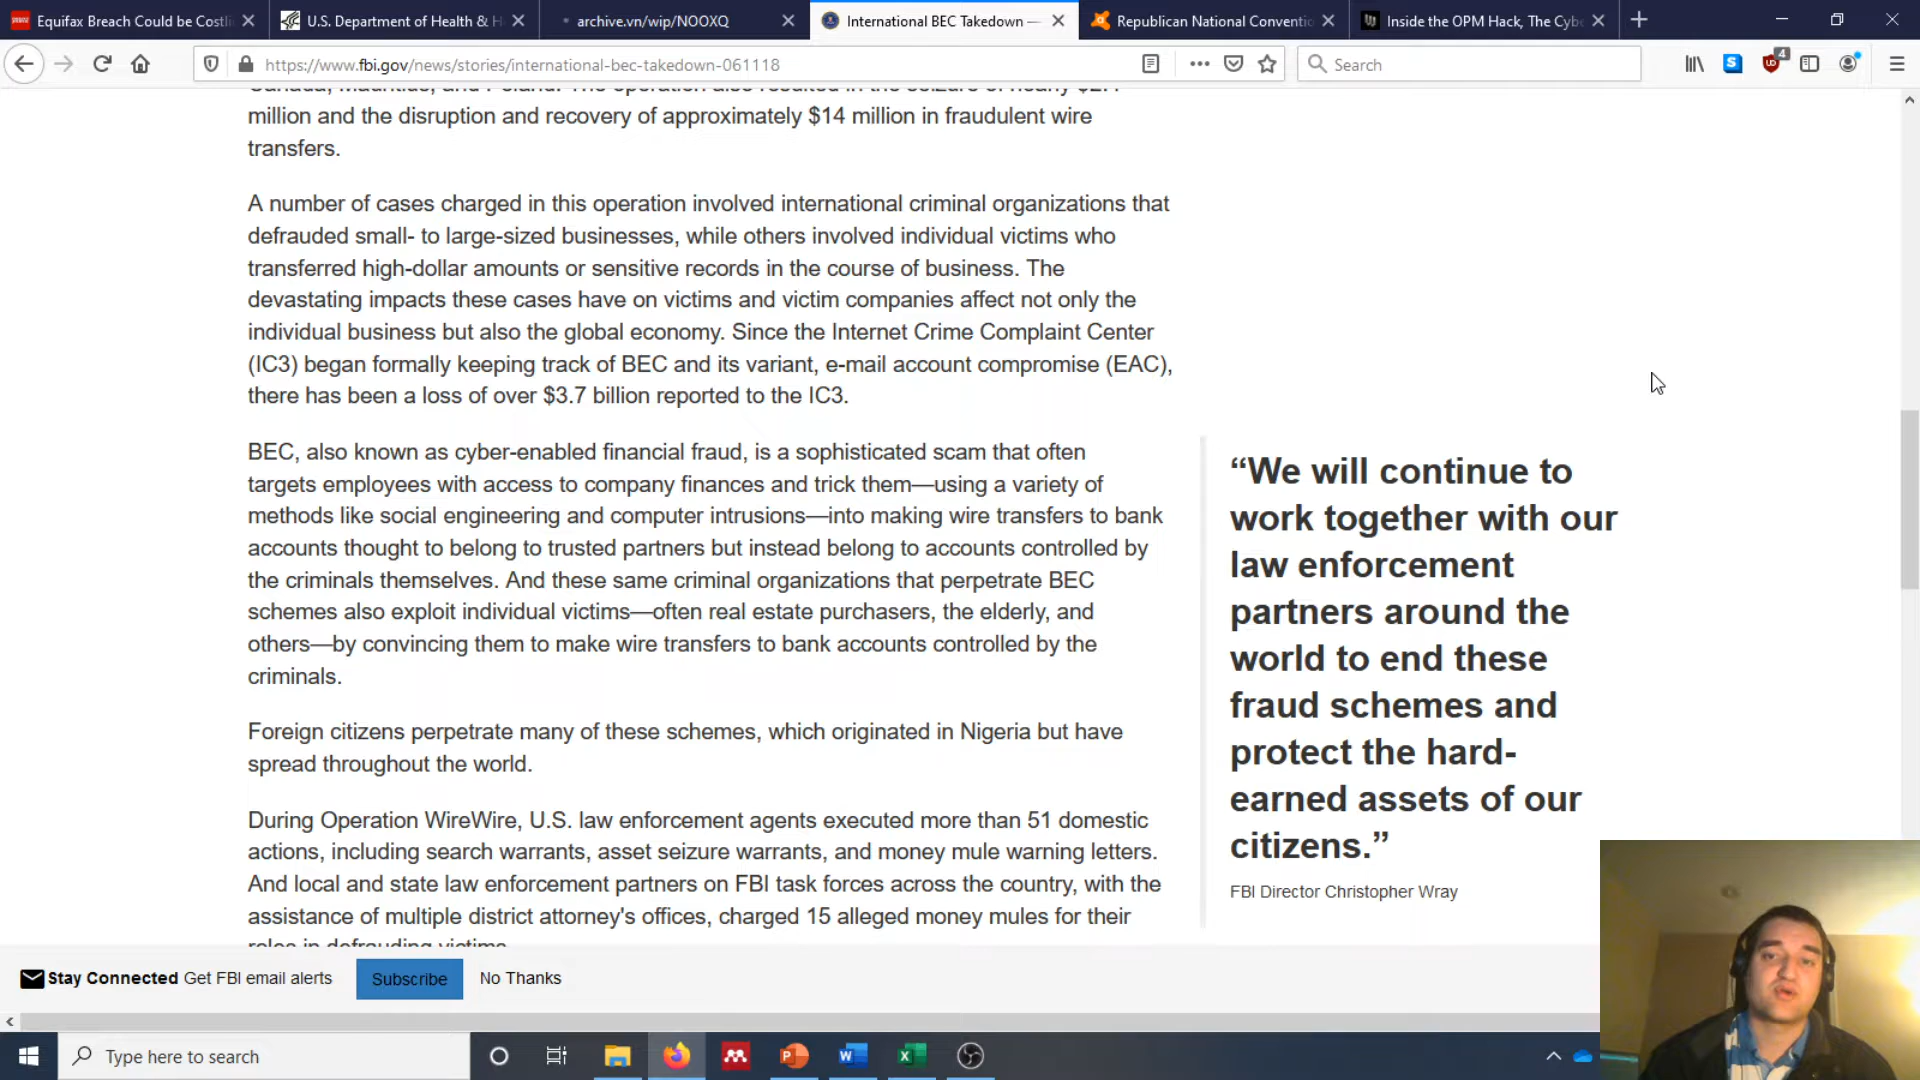 Equifax Breach Could be Costli
U.S. Department of Health & H
archive.vn/wip/NOOXQ
International BEC Takedown —
Republican National Conventio
Inside the OPM Hack, The Cybe
https://www.fbi.gov/news/stories/international-bec-takedown-061118
Search
4
million and the disruption and recovery of approximately $14 million in fraudulent wire
transfers.
A number of cases charged in this operation involved international criminal organizations that
defrauded small- to large-sized businesses, while others involved individual victims who
transferred high-dollar amounts or sensitive records in the course of business. The
devastating impacts these cases have on victims and victim companies affect not only the
individual business but also the global economy. Since the Internet Crime Complaint Center
(IC3) began formally keeping track of BEC and its variant, e-mail account compromise (EAC),
there has been a loss of over $3.7 billion reported to the IC3.
BEC, also known as cyber-enabled financial fraud, is a sophisticated scam that often
targets employees with access to company finances and trick them—using a variety of
methods like social engineering and computer intrusions—into making wire transfers to bank
accounts thought to belong to trusted partners but instead belong to accounts controlled by
the criminals themselves. And these same criminal organizations that perpetrate BEC
schemes also exploit individual victims—often real estate purchasers, the elderly, and
others—by convincing them to make wire transfers to bank accounts controlled by the
criminals.
Foreign citizens perpetrate many of these schemes, which originated in Nigeria but have
spread throughout the world.
During Operation WireWire, U.S. law enforcement agents executed more than 51 domestic
actions, including search warrants, asset seizure warrants, and money mule warning letters.
And local and state law enforcement partners on FBI task forces across the country, with the
assistance of multiple district attorney's offices, charged 15 alleged money mules for their
roles in defrauding victims.
“We will continue to
work together with our
law enforcement
partners around the
world to end these
fraud schemes and
protect the hard-
earned assets of our
citizens.”
FBI Director Christopher Wray
Stay Connected Get FBI email alerts
Subscribe
No Thanks
Type here to search